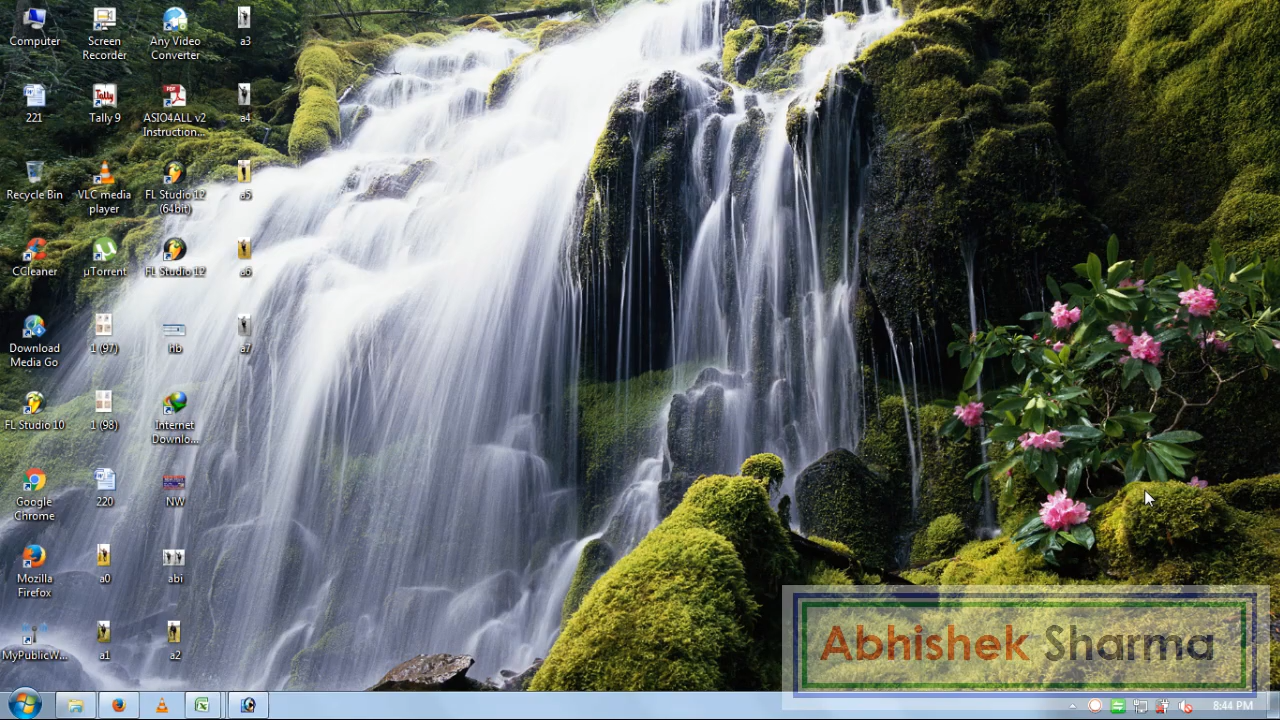 Computer
Screen
Recorder
Any Video
Converter
a3
221
Tally
Tally 9
PDF
ASIO4ALL v2
Instruction...
a4
Recycle Bin
VLC media
player
FL Studio 12
(64bit)
a5
CCleaner
µTorrent
FL Studio 12
a6
Download
Media Go
1 (97)
hb
a7
FL Studio 10
1 (98)
Internet
Downlo...
Google
Chrome
220
NW
Mozilla
Firefox
a0
abi
MyPublicW...
a1
a2
Abhishek Sharma
8:44 PM